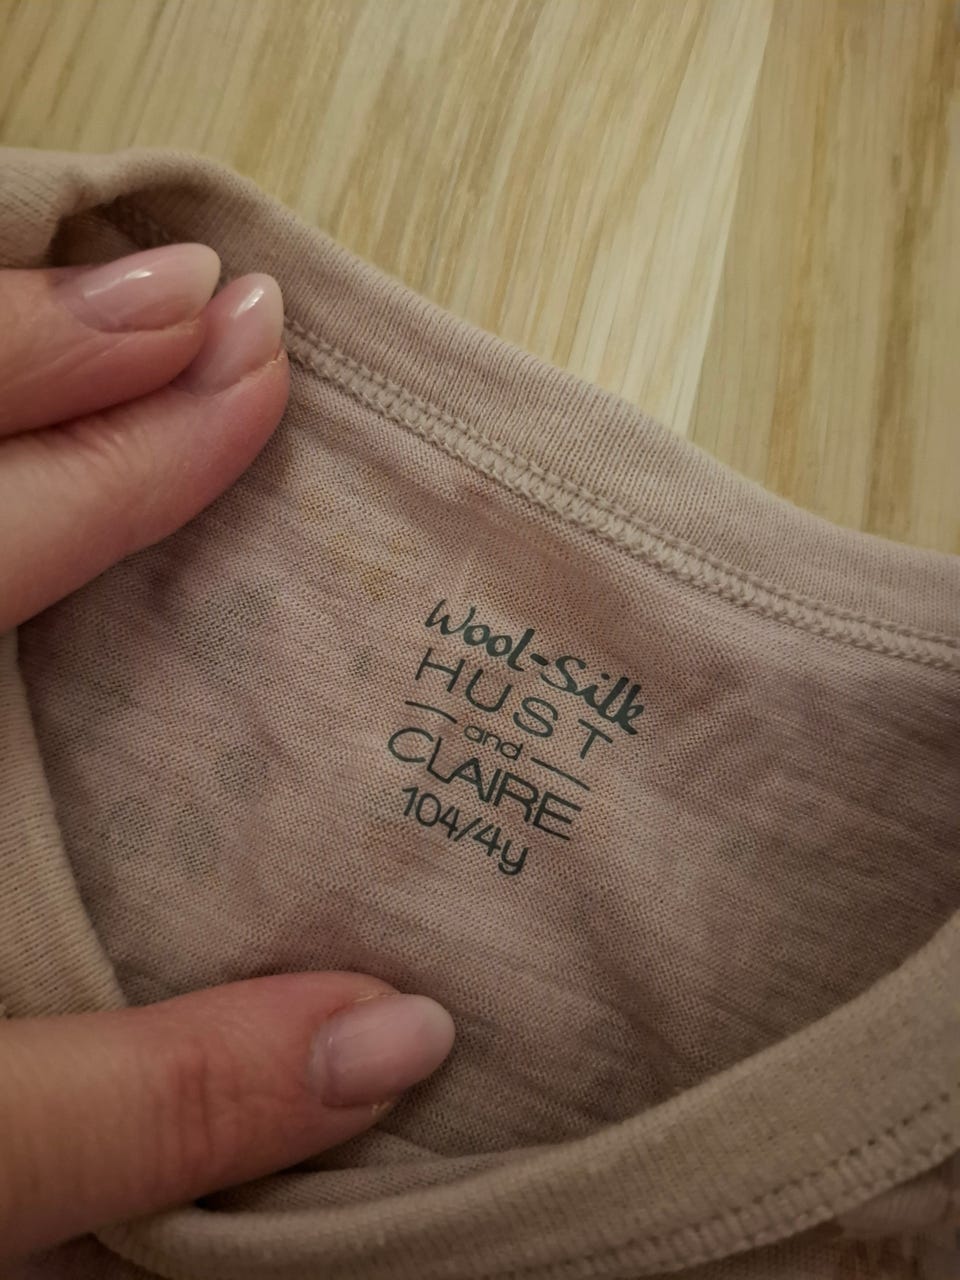 Wool-Silk
HUST
and
CLAIRE
104/4y